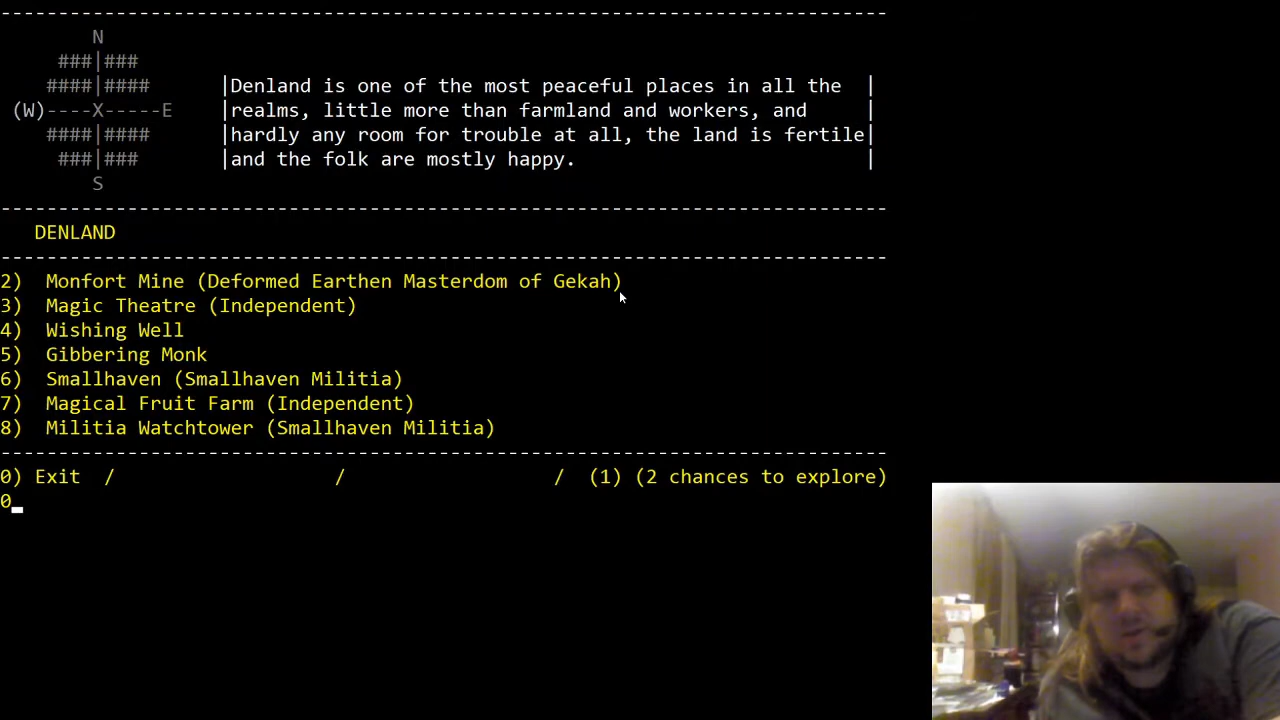 --------------------------------------------------------------------------------
N
###|###
####|####
(W)----X-----E
####|####
###|###
S
|Denland is one of the most peaceful places in all the |
|realms, little more than farmland and workers, and |
|hardly any room for trouble at all, the land is fertile|
|and the folk are mostly happy. |
--------------------------------------------------------------------------------
DENLAND
--------------------------------------------------------------------------------
2) Monfort Mine (Deformed Earthen Masterdom of Gekah)
3) Magic Theatre (Independent)
4) Wishing Well
5) Gibbering Monk
6) Smallhaven (Smallhaven Militia)
7) Magical Fruit Farm (Independent)
8) Militia Watchtower (Smallhaven Militia)
--------------------------------------------------------------------------------
0) Exit / / / (1) (2 chances to explore)
0_